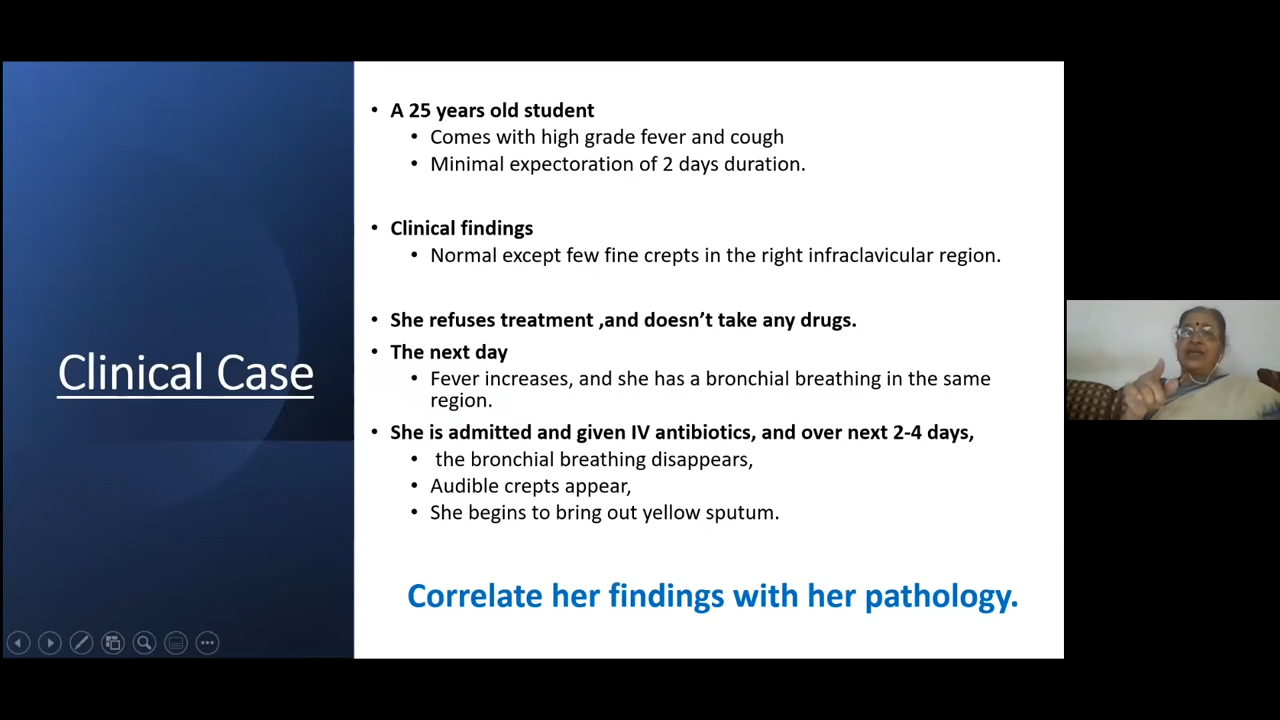 Clinical Case
• A 25 years old student
• Comes with high grade fever and cough
• Minimal expectoration of 2 days duration.
• Clinical findings
• Normal except few fine crepts in the right infraclavicular region.
• She refuses treatment ,and doesn’t take any drugs.
• The next day
• Fever increases, and she has a bronchial breathing in the same
region.
• She is admitted and given IV antibiotics, and over next 2-4 days,
• the bronchial breathing disappears,
• Audible crepts appear,
• She begins to bring out yellow sputum.
Correlate her findings with her pathology.